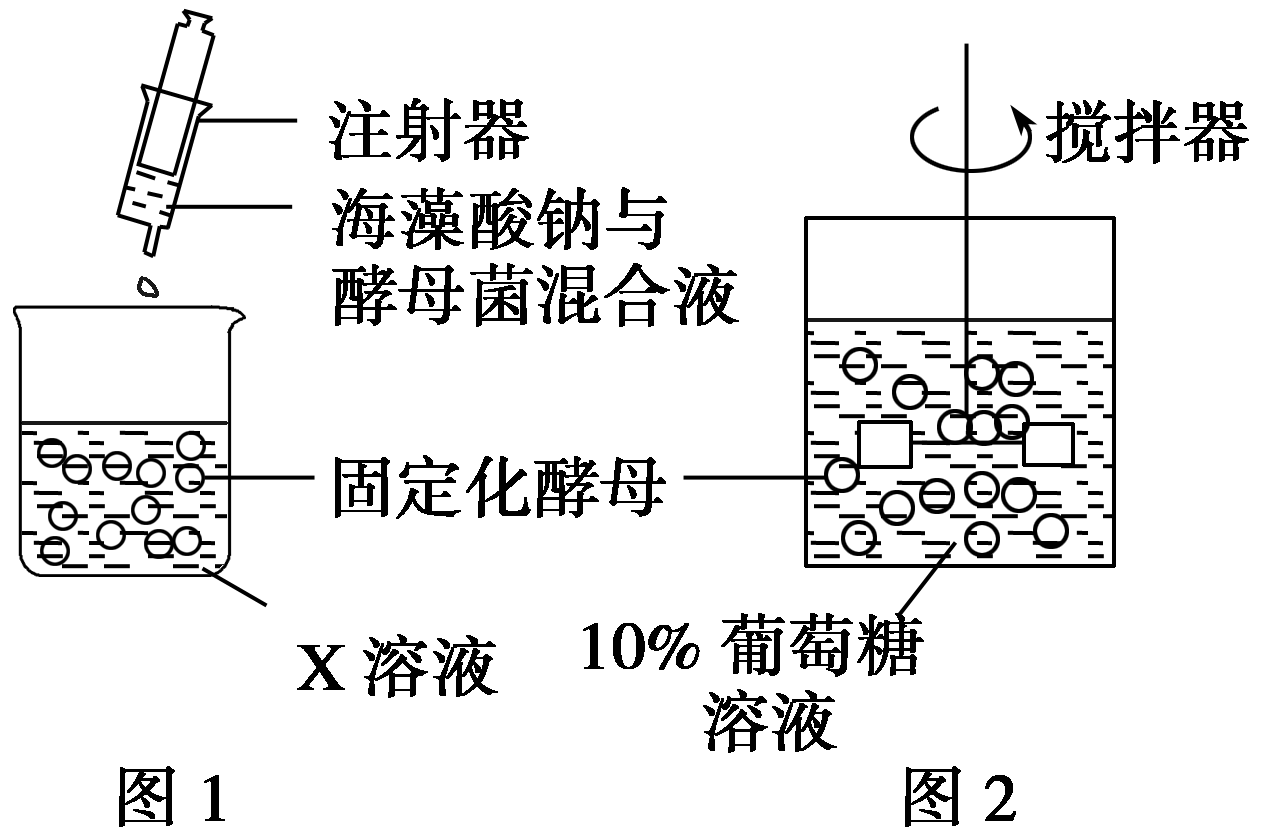 注射器
海藻酸钠与
酵母菌混合液
搅拌器
固定化酵母
X 溶液
10% 葡萄糖
溶液
图 1
图 2